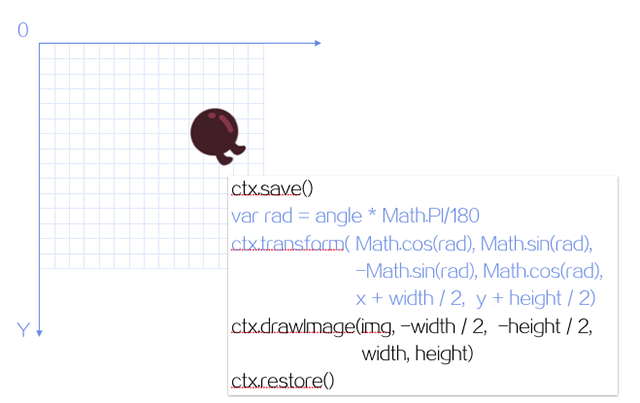 0
ctx.save()
var rad = angle * Math.PI/180
ctx.transform( Math.cos(rad), Math.sin(rad),
-Math.sin(rad), Math.cos(rad),
x + width / 2, y + height / 2)
ctx.drawImage(img, -width / 2, -height / 2,
width, height)
ctx.restore()
Y